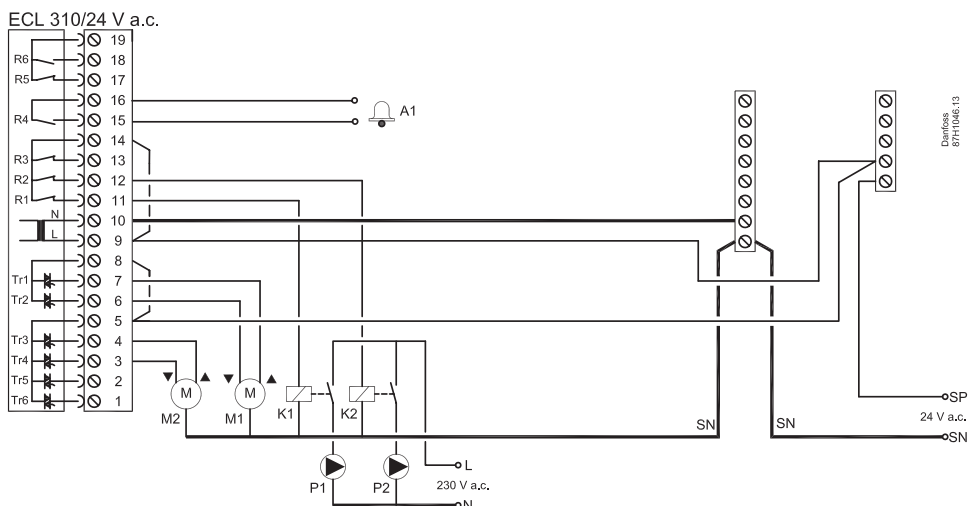 ECL 310/24 V a.c.
19
R6 18
R5 17
16
A1
R4 15
14
R3 13
R2 12
R1 11
N 10
L 9
8
Tr1 7
Tr2 6
5
Tr3 4
Tr4 3
Tr5 2
Tr6 1
M M
M2 M1 K1 K2
SN SN
P1 P2
L
230 V a.c.
N
SP
24 V a.c.
SN
Danfoss
87H1046.13